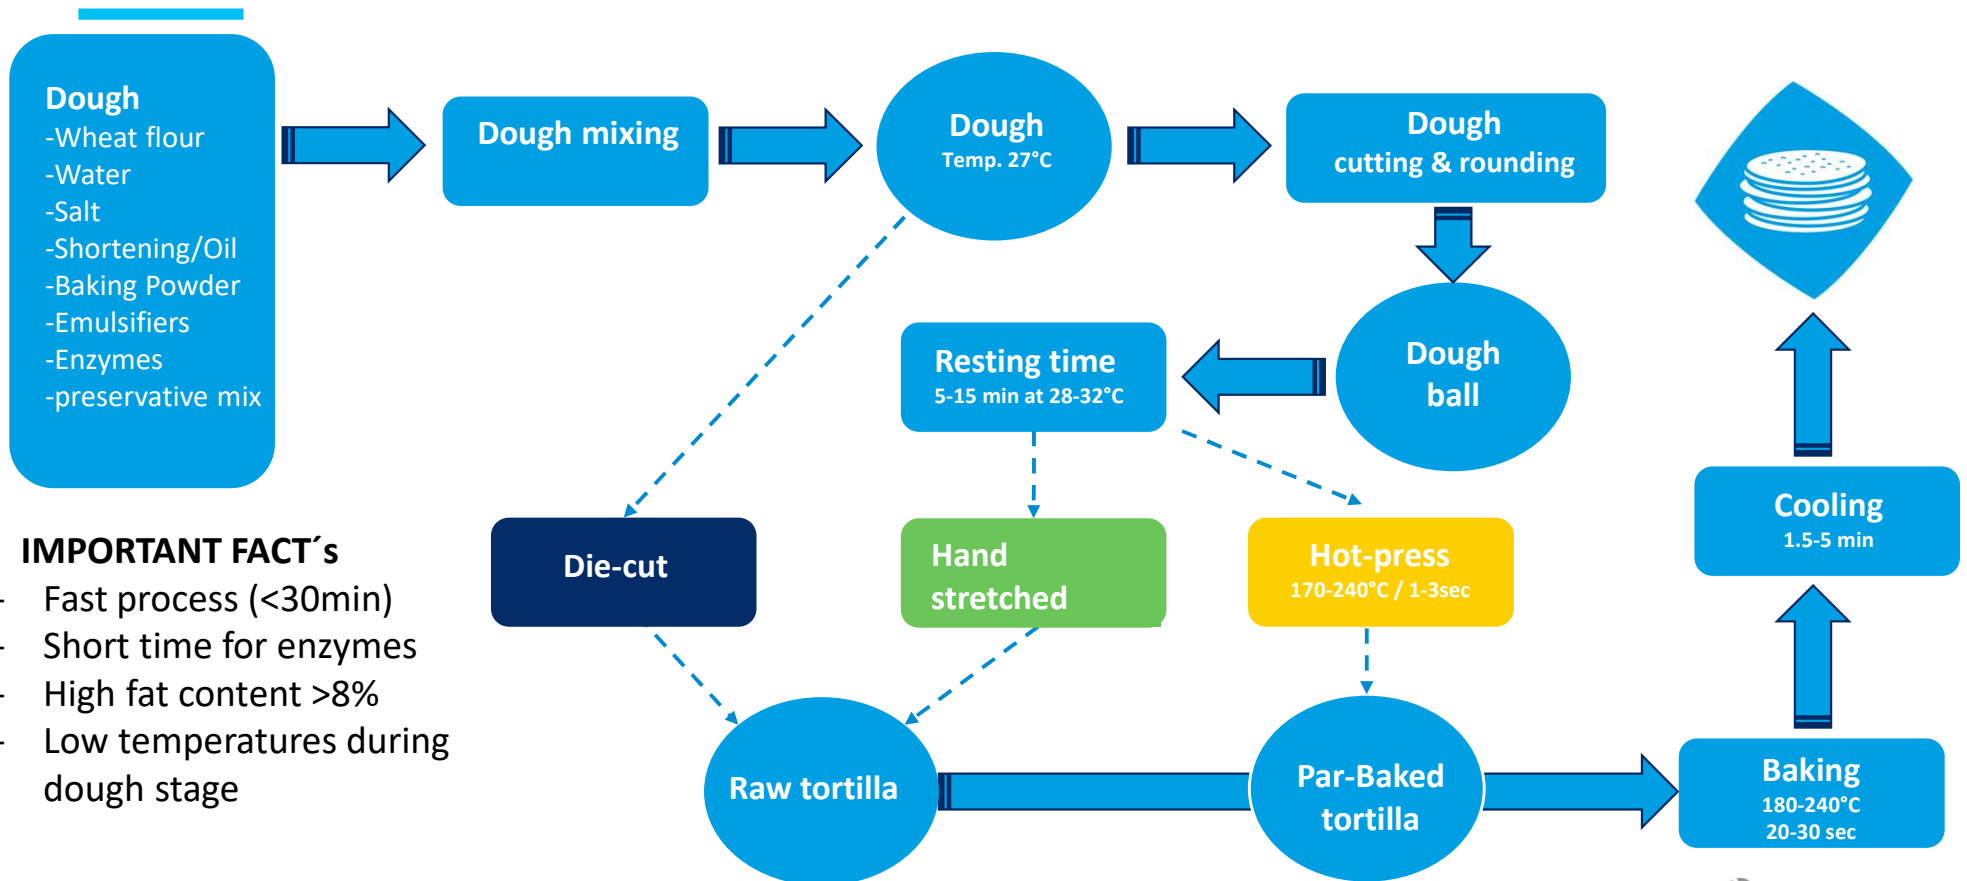 Dough
-Wheat flour
-Water
-Salt
-Shortening/Oil
-Baking Powder
-Emulsifiers
-Enzymes
-preservative mix
Dough mixing
Dough
Temp. 27°C
Dough
cutting & rounding
Dough
ball
Resting time
5-15 min at 28-32°C
Die-cut
Hand
stretched
Hot-press
170-240°C / 1-3sec
Raw tortilla
Par-Baked
tortilla
Baking
180-240°C
20-30 sec
Cooling
1.5-5 min
IMPORTANT FACT´s
- Fast process (<30min)
- Short time for enzymes
- High fat content >8%
- Low temperatures during
dough stage